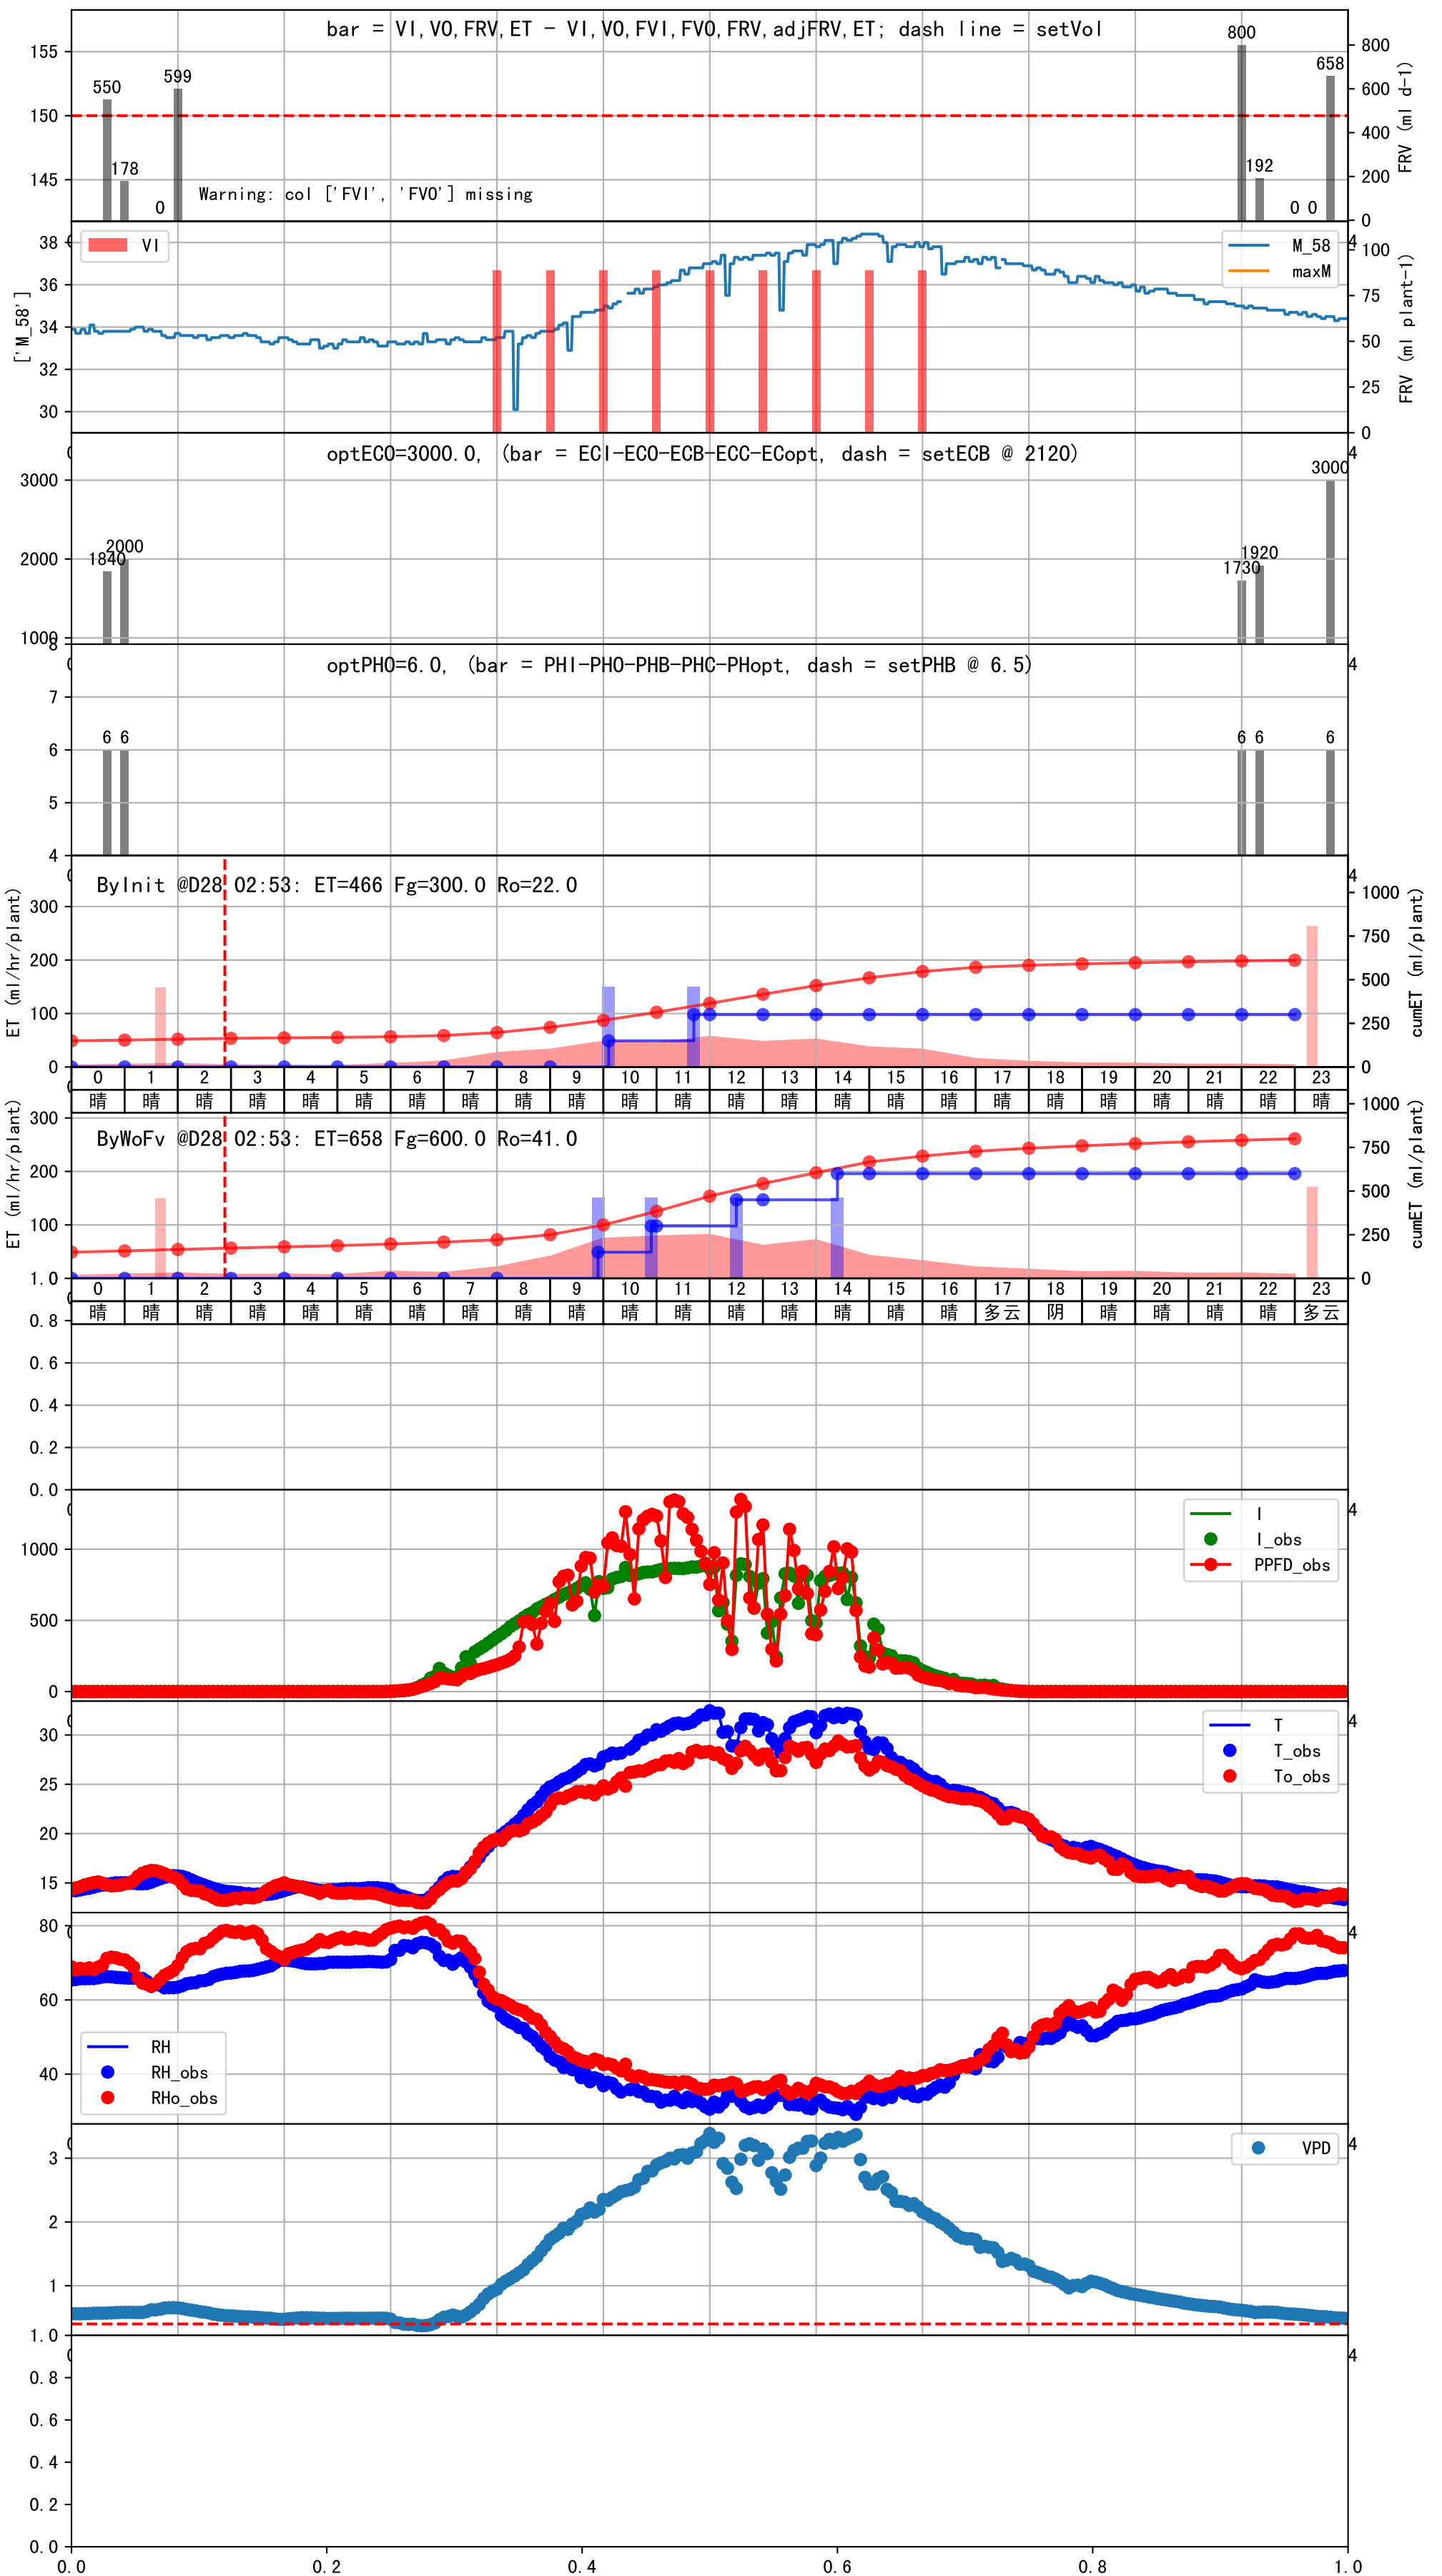 bar = VI,VO,FRV,ET - VI,VO,FVI,FVO,FRV,adjFRV,ET; dash line = setVol
155
150
145
550
178
0
599
800
192
0 0
658
Warning: col ['FVI', 'FVO'] missing
800
600
400
200
0
FRV (ml d-1)
VI
M_58
maxM
['M_58']
38
36
34
32
30
100
75
50
25
0
FRV (ml plant-1)
optECO=3000.0, (bar = ECI-ECO-ECB-ECC-ECopt, dash = setECB @ 2120)
3000
2000
1000
1840
2000
1730
1920
3000
optPHO=6.0, (bar = PHI-PHO-PHB-PHC-PHopt, dash = setPHB @ 6.5)
8
7
6
5
4
6 6
6 6
6
ByInit @D28 02:53: ET=466 Fg=300.0 Ro=22.0
ET (ml/hr/plant)
300
200
100
0
1000
750
500
250
0
cumET (ml/plant)
0 1 2 3 4 5 6 7 8 9 10 11 12 13 14 15 16 17 18 19 20 21 22 23
晴 晴 晴 晴 晴 晴 晴 晴 晴 晴 晴 晴 晴 晴 晴 晴 晴 晴 晴 晴 晴 晴 晴 晴
ByWoFv @D28 02:53: ET=658 Fg=600.0 Ro=41.0
ET (ml/hr/plant)
300
200
100
1000
750
500
250
0
cumET (ml/plant)
0 1 2 3 4 5 6 7 8 9 10 11 12 13 14 15 16 17 18 19 20 21 22 23
晴 晴 晴 晴 晴 晴 晴 晴 晴 晴 晴 晴 晴 晴 晴 晴 晴 多云 阴 晴 晴 晴 晴 多云
1.0
0.8
0.6
0.4
0.2
0.0
I
I_obs
PPFD_obs
1000
500
0
T
T_obs
To_obs
30
25
20
15
RH
RH_obs
RHo_obs
80
60
40
VPD
3
2
1
1.0
0.8
0.6
0.4
0.2
0.0
0.0 0.2 0.4 0.6 0.8 1.0